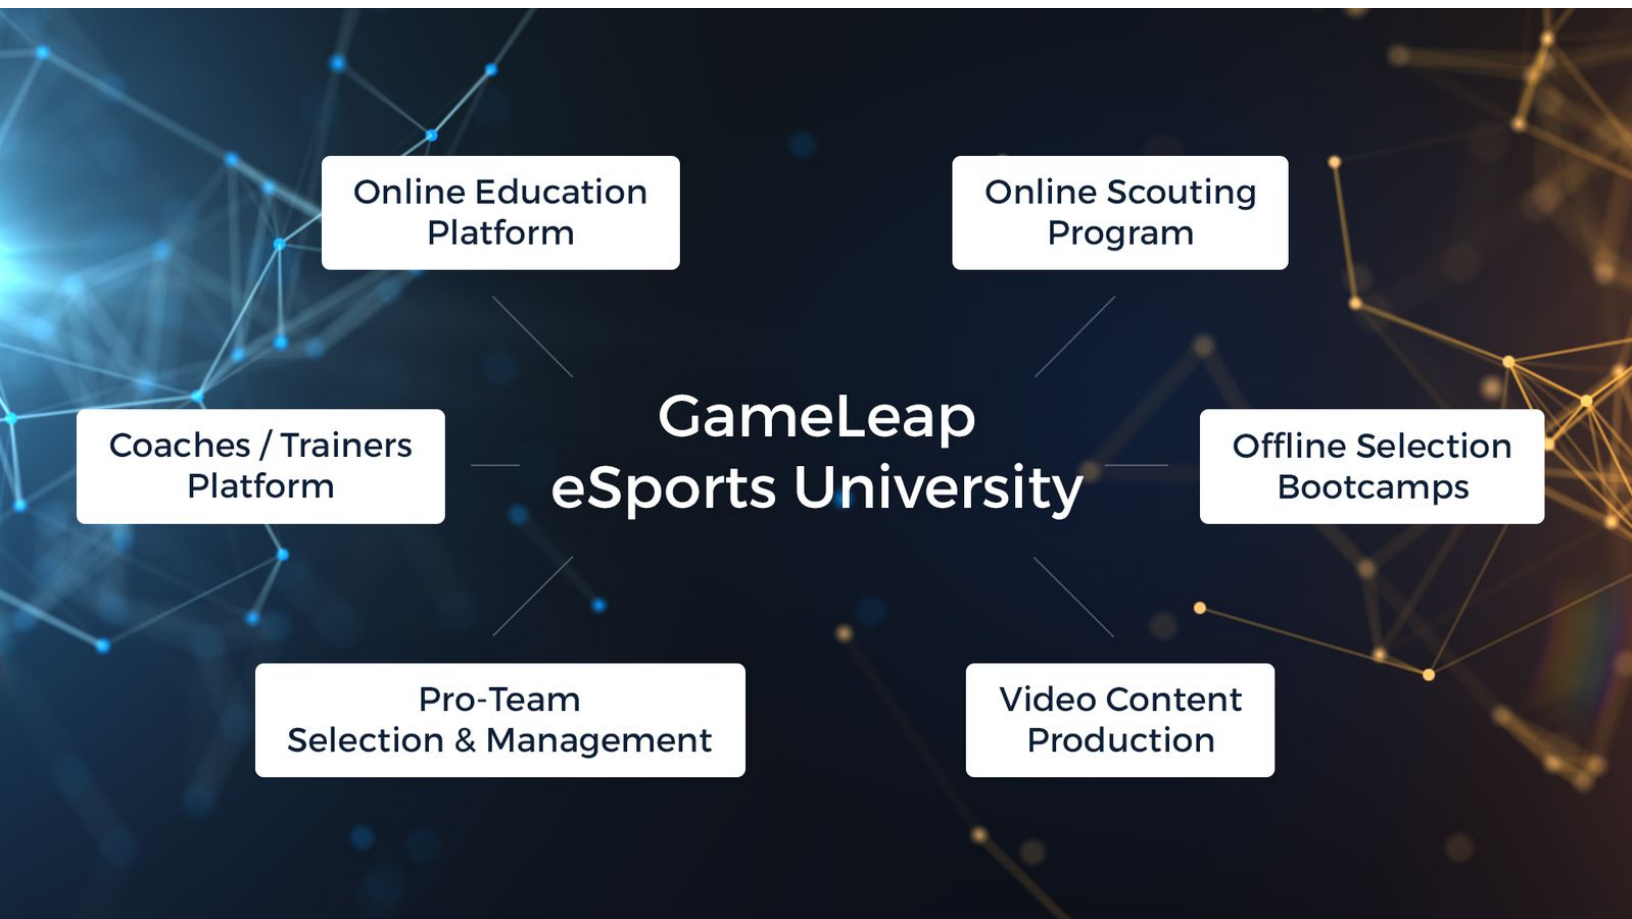 Online Education
Platform
Online Scouting
Program
GameLeap
eSports University
Coaches / Trainers
Platform
Offline Selection
Bootcamps
Pro-Team
Selection & Management
Video Content
Production